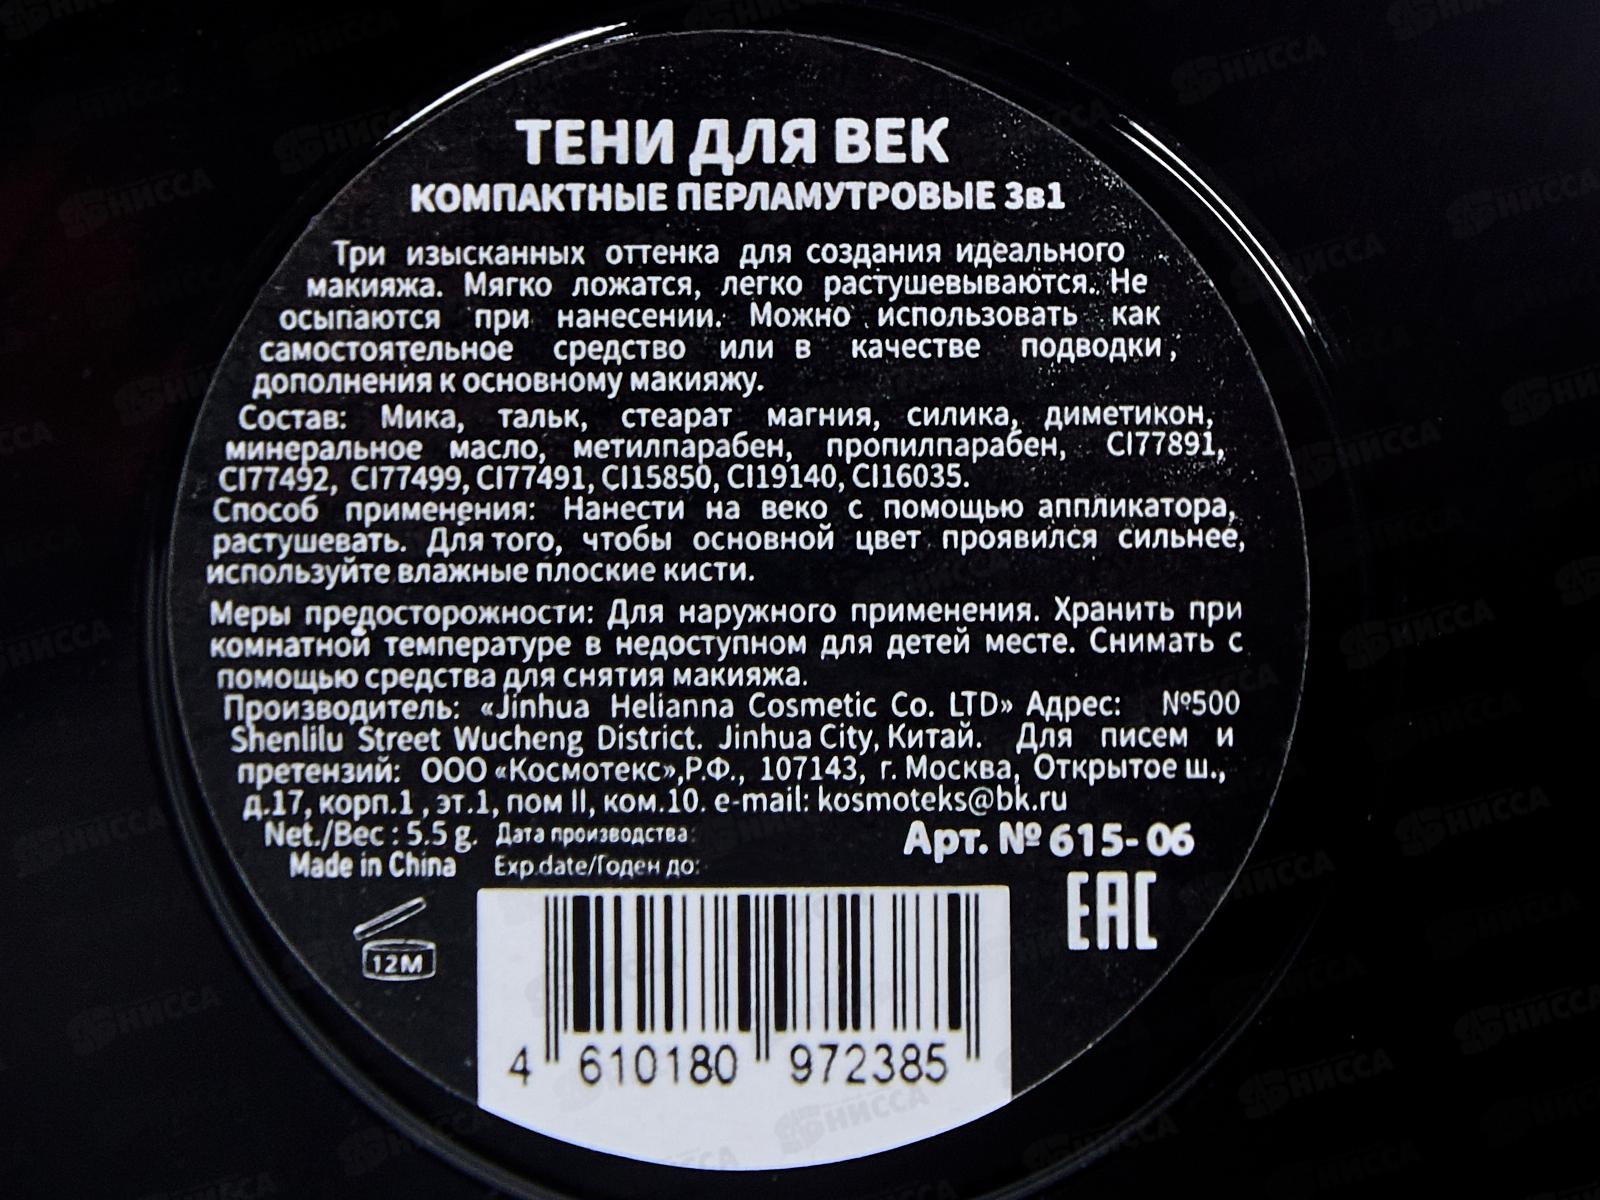 ТЕНИ ДЛЯ ВЕК
КОМПАКТНЫЕ ПЕРЛАМУТРОВЫЕ 3в1
Три изысканных оттенка для создания идеального
макияжа. Мягко ложатся, легко растушевываются. Не
осыпаются при нанесении. Можно использовать как
самостоятельное средство или в качестве подводки,
дополнения к основному макияжу.
Состав: Мика, тальк, стеарат магния, силика, диметикон,
минеральное масло, метилпарабен, пропилпарабен, CI77891,
CI77492, CI77499, CI77491, CI15850, CI19140, CI16035.
Способ применения: Нанести на веко с помощью аппликатора,
растушевать. Для того, чтобы основной цвет проявился сильнее,
используйте влажные плоские кисти.
Меры предосторожности: Для наружного применения. Хранить при
комнатной температуре в недоступном для детей месте. Снимать с
помощью средства для снятия макияжа.
Производитель: «Jinhua Helianna Cosmetic Co. LTD» Адрес: №500
Shenlilu Street Wucheng District. Jinhua City, Китай. Для писем и
претензий: ООО «Космотекс»,Р.Ф., 107143, г. Москва, Открытое ш.,
д.17, корп.1 , эт.1, пом II, ком.10. e-mail: kosmoteks@bk.ru
Net./Вес : 5.5 g. Дата производства:
Арт. № 615-06
Made in China Exp.date/Годен до:
EAC
12М
4 610180 972385
НИССА